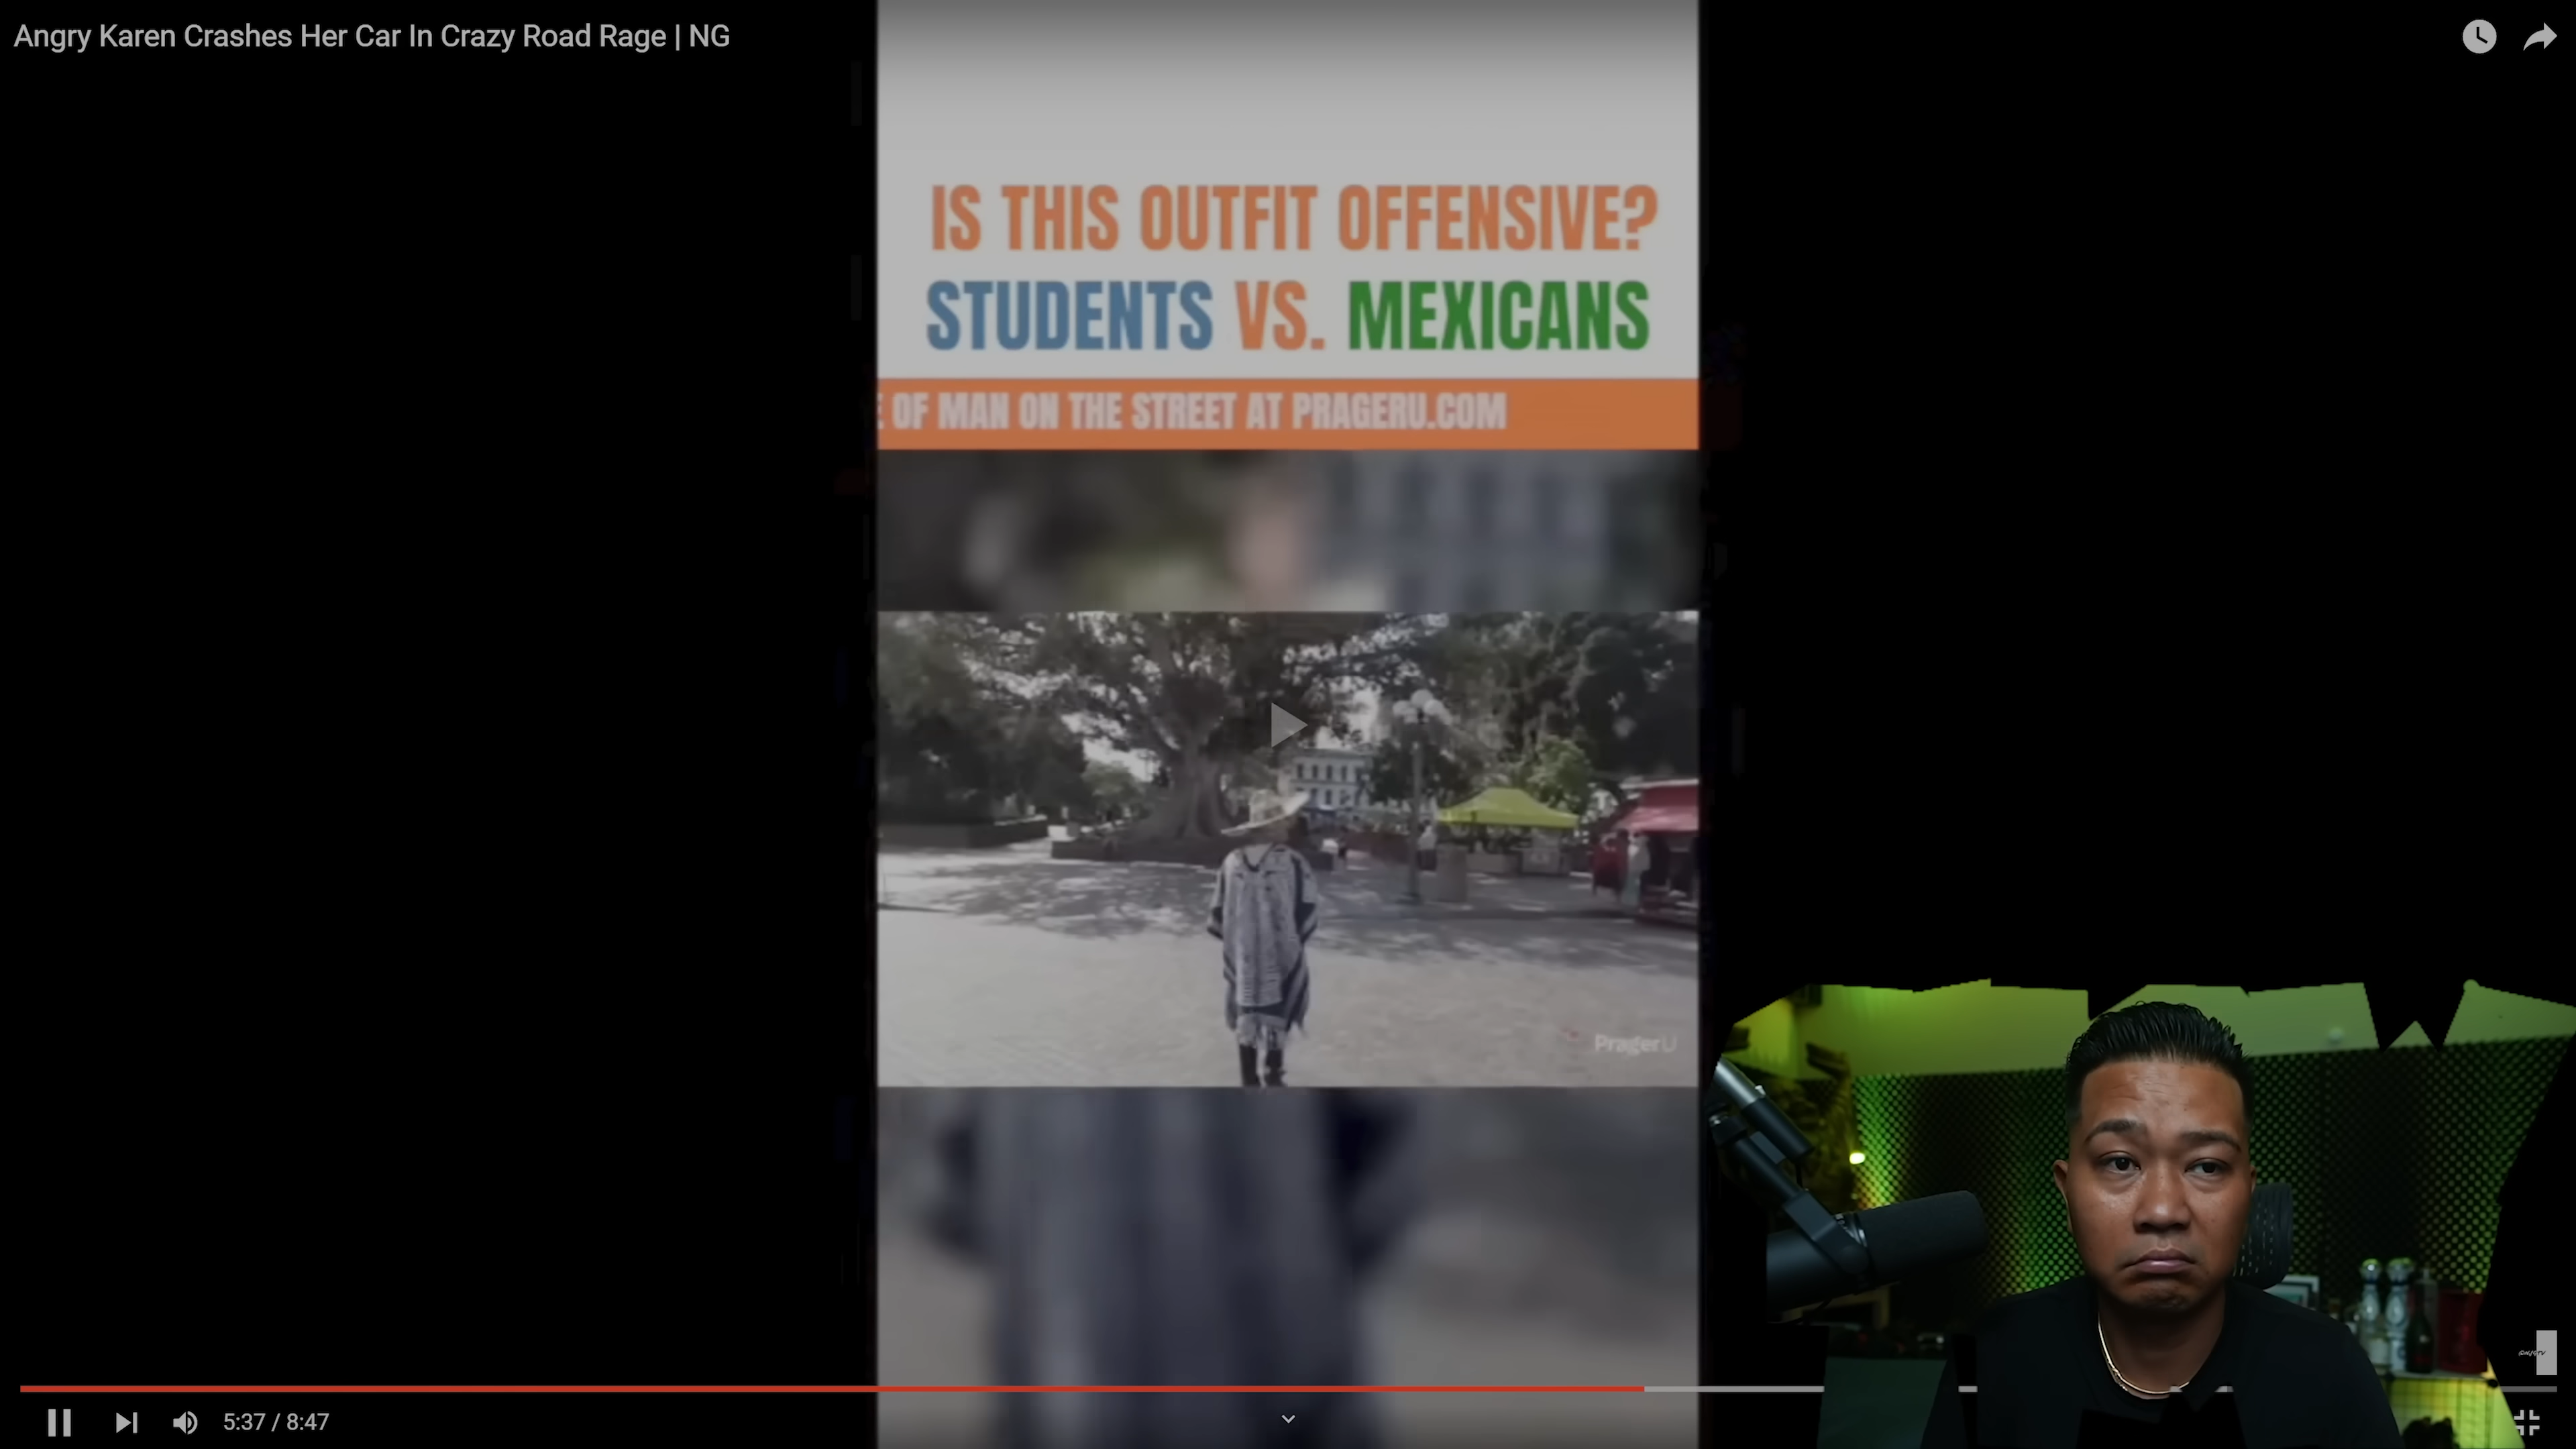 Angry Karen Crashes Her Car In Crazy Road Rage | NG
IS THIS OUTFIT OFFENSIVE?
STUDENTS VS. MEXICANS
OF MAN ON THE STREET AT PRAGERU.COM
PragerU
5:37 / 8:47